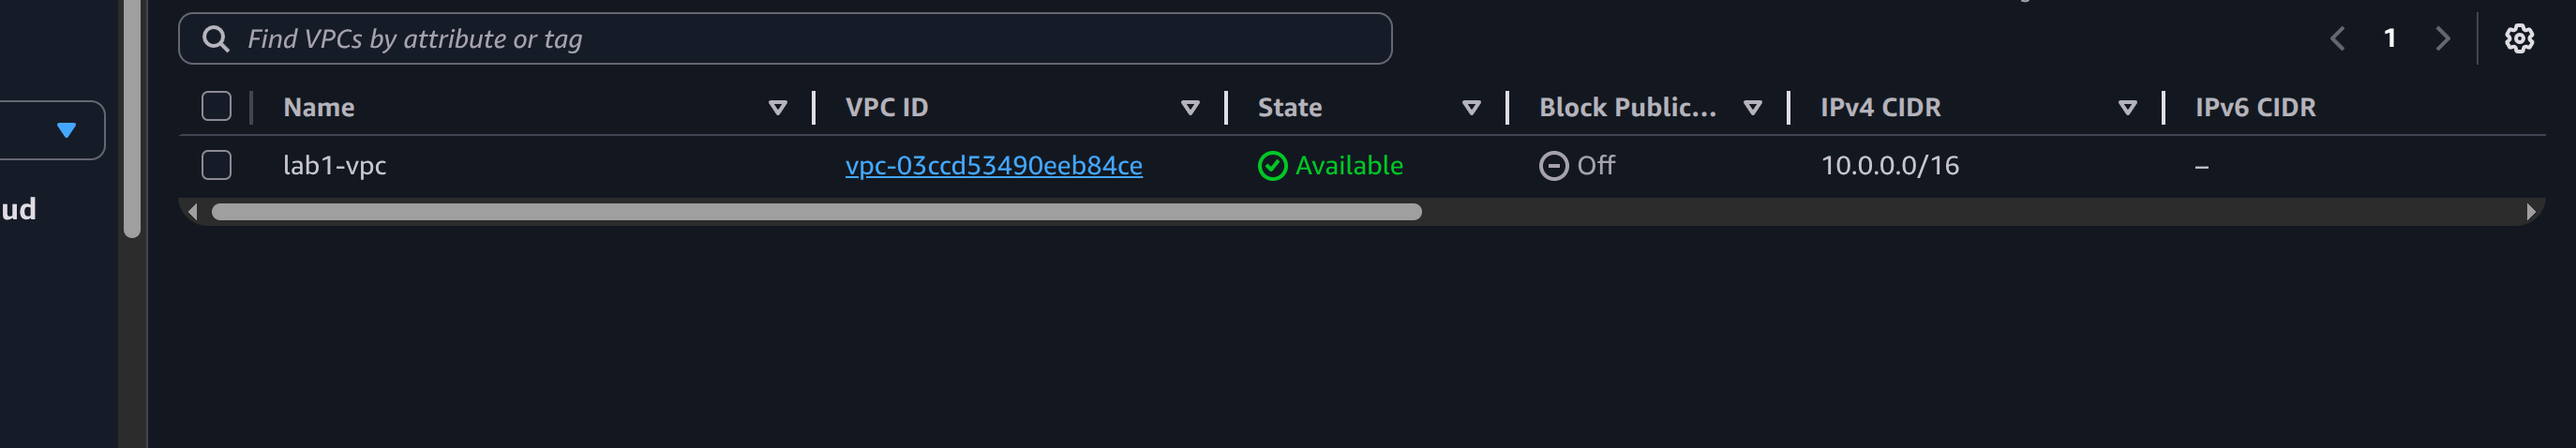 Find VPCs by attribute or tag
1
Name VPC ID State Block Public... IPv4 CIDR IPv6 CIDR
lab1-vpc vpc-03ccd53490eeb84ce Available Off 10.0.0.0/16 –
ud